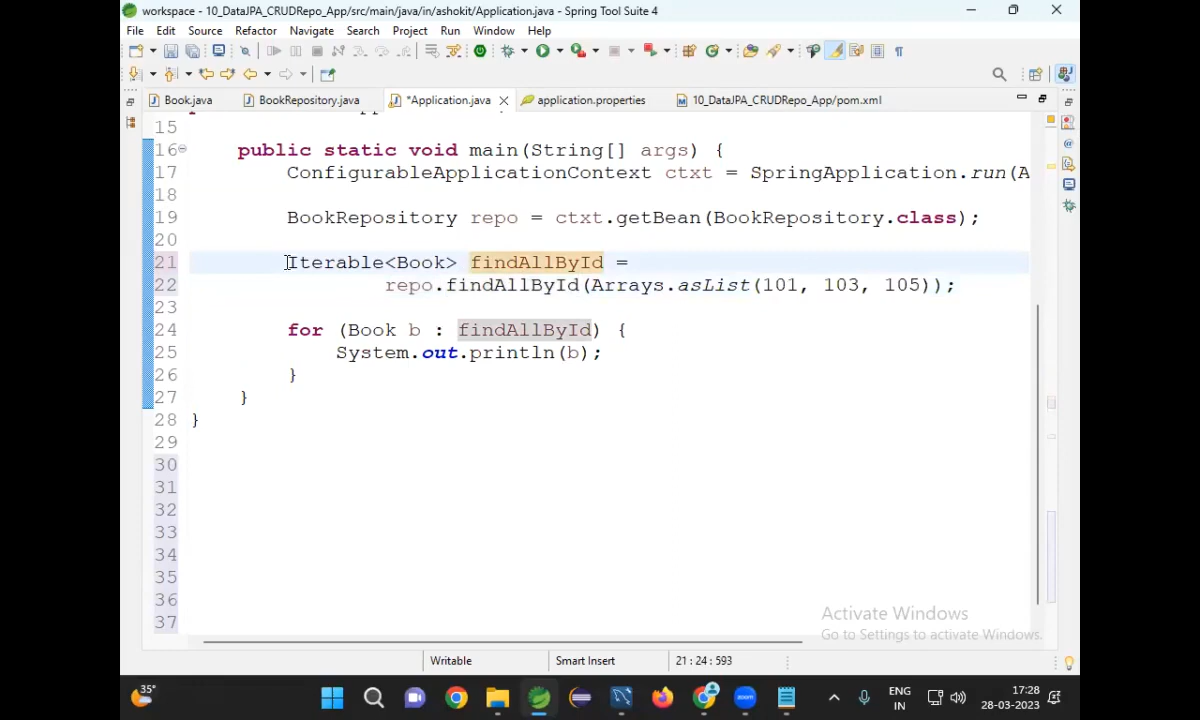 workspace - 10_DataJPA_CRUDRepo_App/src/main/java/in/ashokit/Application.java - Spring Tool Suite 4
File Edit Source Refactor Navigate Search Project Run Window Help
Book.java BookRepository.java *Application.java application.properties 10_DataJPA_CRUDRepo_App/pom.xml
15
16 public static void main(String[] args) {
17 ConfigurableApplicationContext ctxt = SpringApplication.run(A
18
19 BookRepository repo = ctxt.getBean(BookRepository.class);
20
21 Iterable<Book> findAllById =
22 repo.findAllById(Arrays.asList(101, 103, 105));
23
24 for (Book b : findAllById) {
25 System.out.println(b);
26 }
27 }
28 }
29
30
31
32
33
34
35
36
37
Activate Windows
Go to Settings to activate Windows.
Writable Smart Insert 21 : 24 : 593
35°
zoom
ENG
IN
17:28
28-03-2023